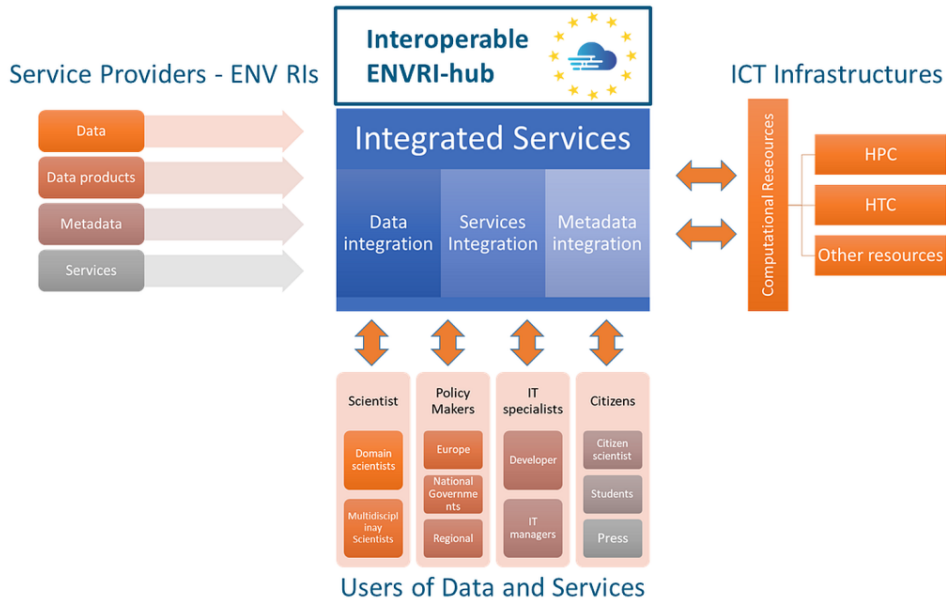 Interoperable
ENVRI-hub
Service Providers - ENV RIs
ICT Infrastructures
Data
Data products
Metadata
Services
Integrated Services
Data
integration
Services
Integration
Metadata
integration
Computational Reseources
HPC
HTC
Other resources
Scientist
Domain
scientists
Multidiscipl
inay
Scientists
Policy
Makers
Europe
National
Governme
nts
Regional
IT
specialists
Developer
IT
managers
Citizens
Citizen
scientist
Students
Press
Users of Data and Services